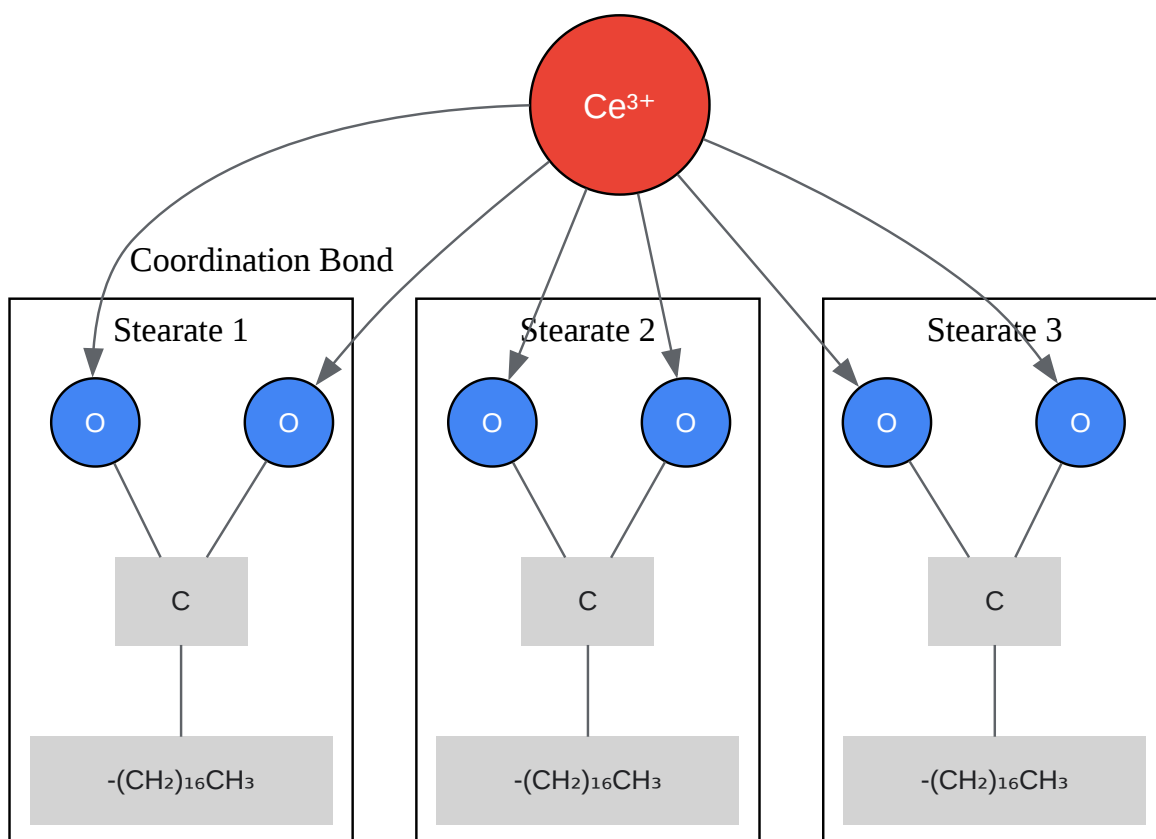 Ce³⁺
Coordination Bond
Stearate 1
Stearate 2
Stearate 3
O
O
O
O
O
O
C
C
C
-(CH₂)₁₆CH₃
-(CH₂)₁₆CH₃
-(CH₂)₁₆CH₃